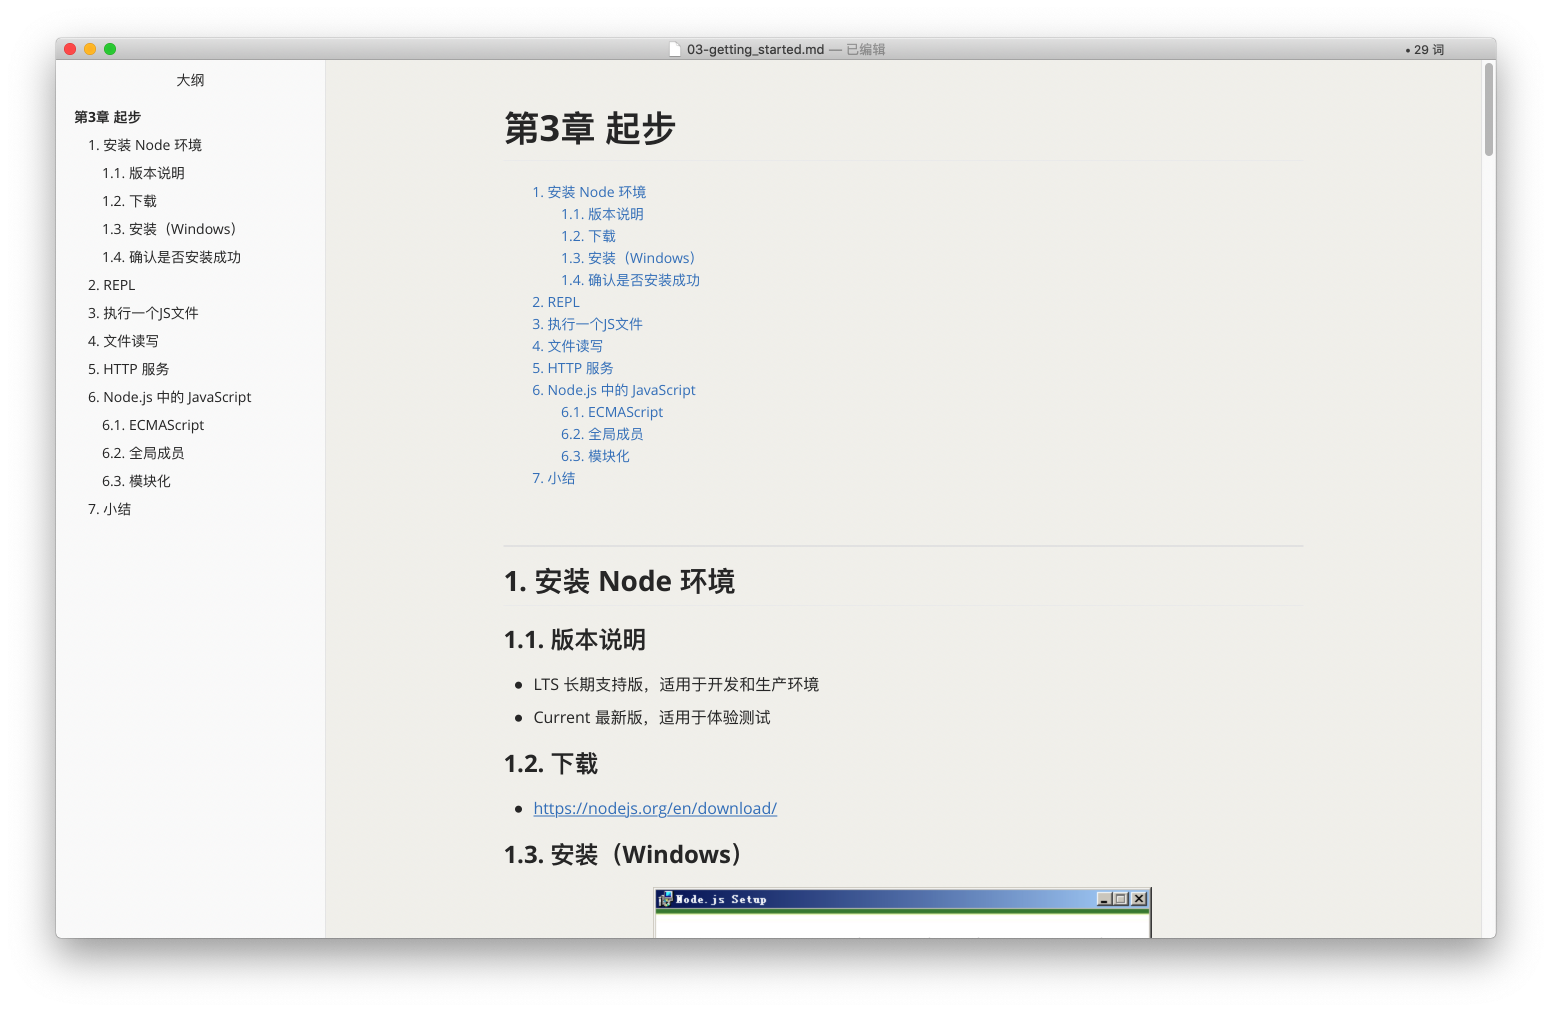 03-getting_started.md — 已编辑
• 29 词
大纲
第3章 起步
1. 安装 Node 环境
1.1. 版本说明
1.2. 下载
1.3. 安装（Windows）
1.4. 确认是否安装成功
2. REPL
3. 执行一个JS文件
4. 文件读写
5. HTTP 服务
6. Node.js 中的 JavaScript
6.1. ECMAScript
6.2. 全局成员
6.3. 模块化
7. 小结
第3章 起步
1. 安装 Node 环境
1.1. 版本说明
1.2. 下载
1.3. 安装（Windows）
1.4. 确认是否安装成功
2. REPL
3. 执行一个JS文件
4. 文件读写
5. HTTP 服务
6. Node.js 中的 JavaScript
6.1. ECMAScript
6.2. 全局成员
6.3. 模块化
7. 小结
1. 安装 Node 环境
1.1. 版本说明
• LTS 长期支持版，适用于开发和生产环境
• Current 最新版，适用于体验测试
1.2. 下载
• https://nodejs.org/en/download/
1.3. 安装（Windows）
Node.js Setup